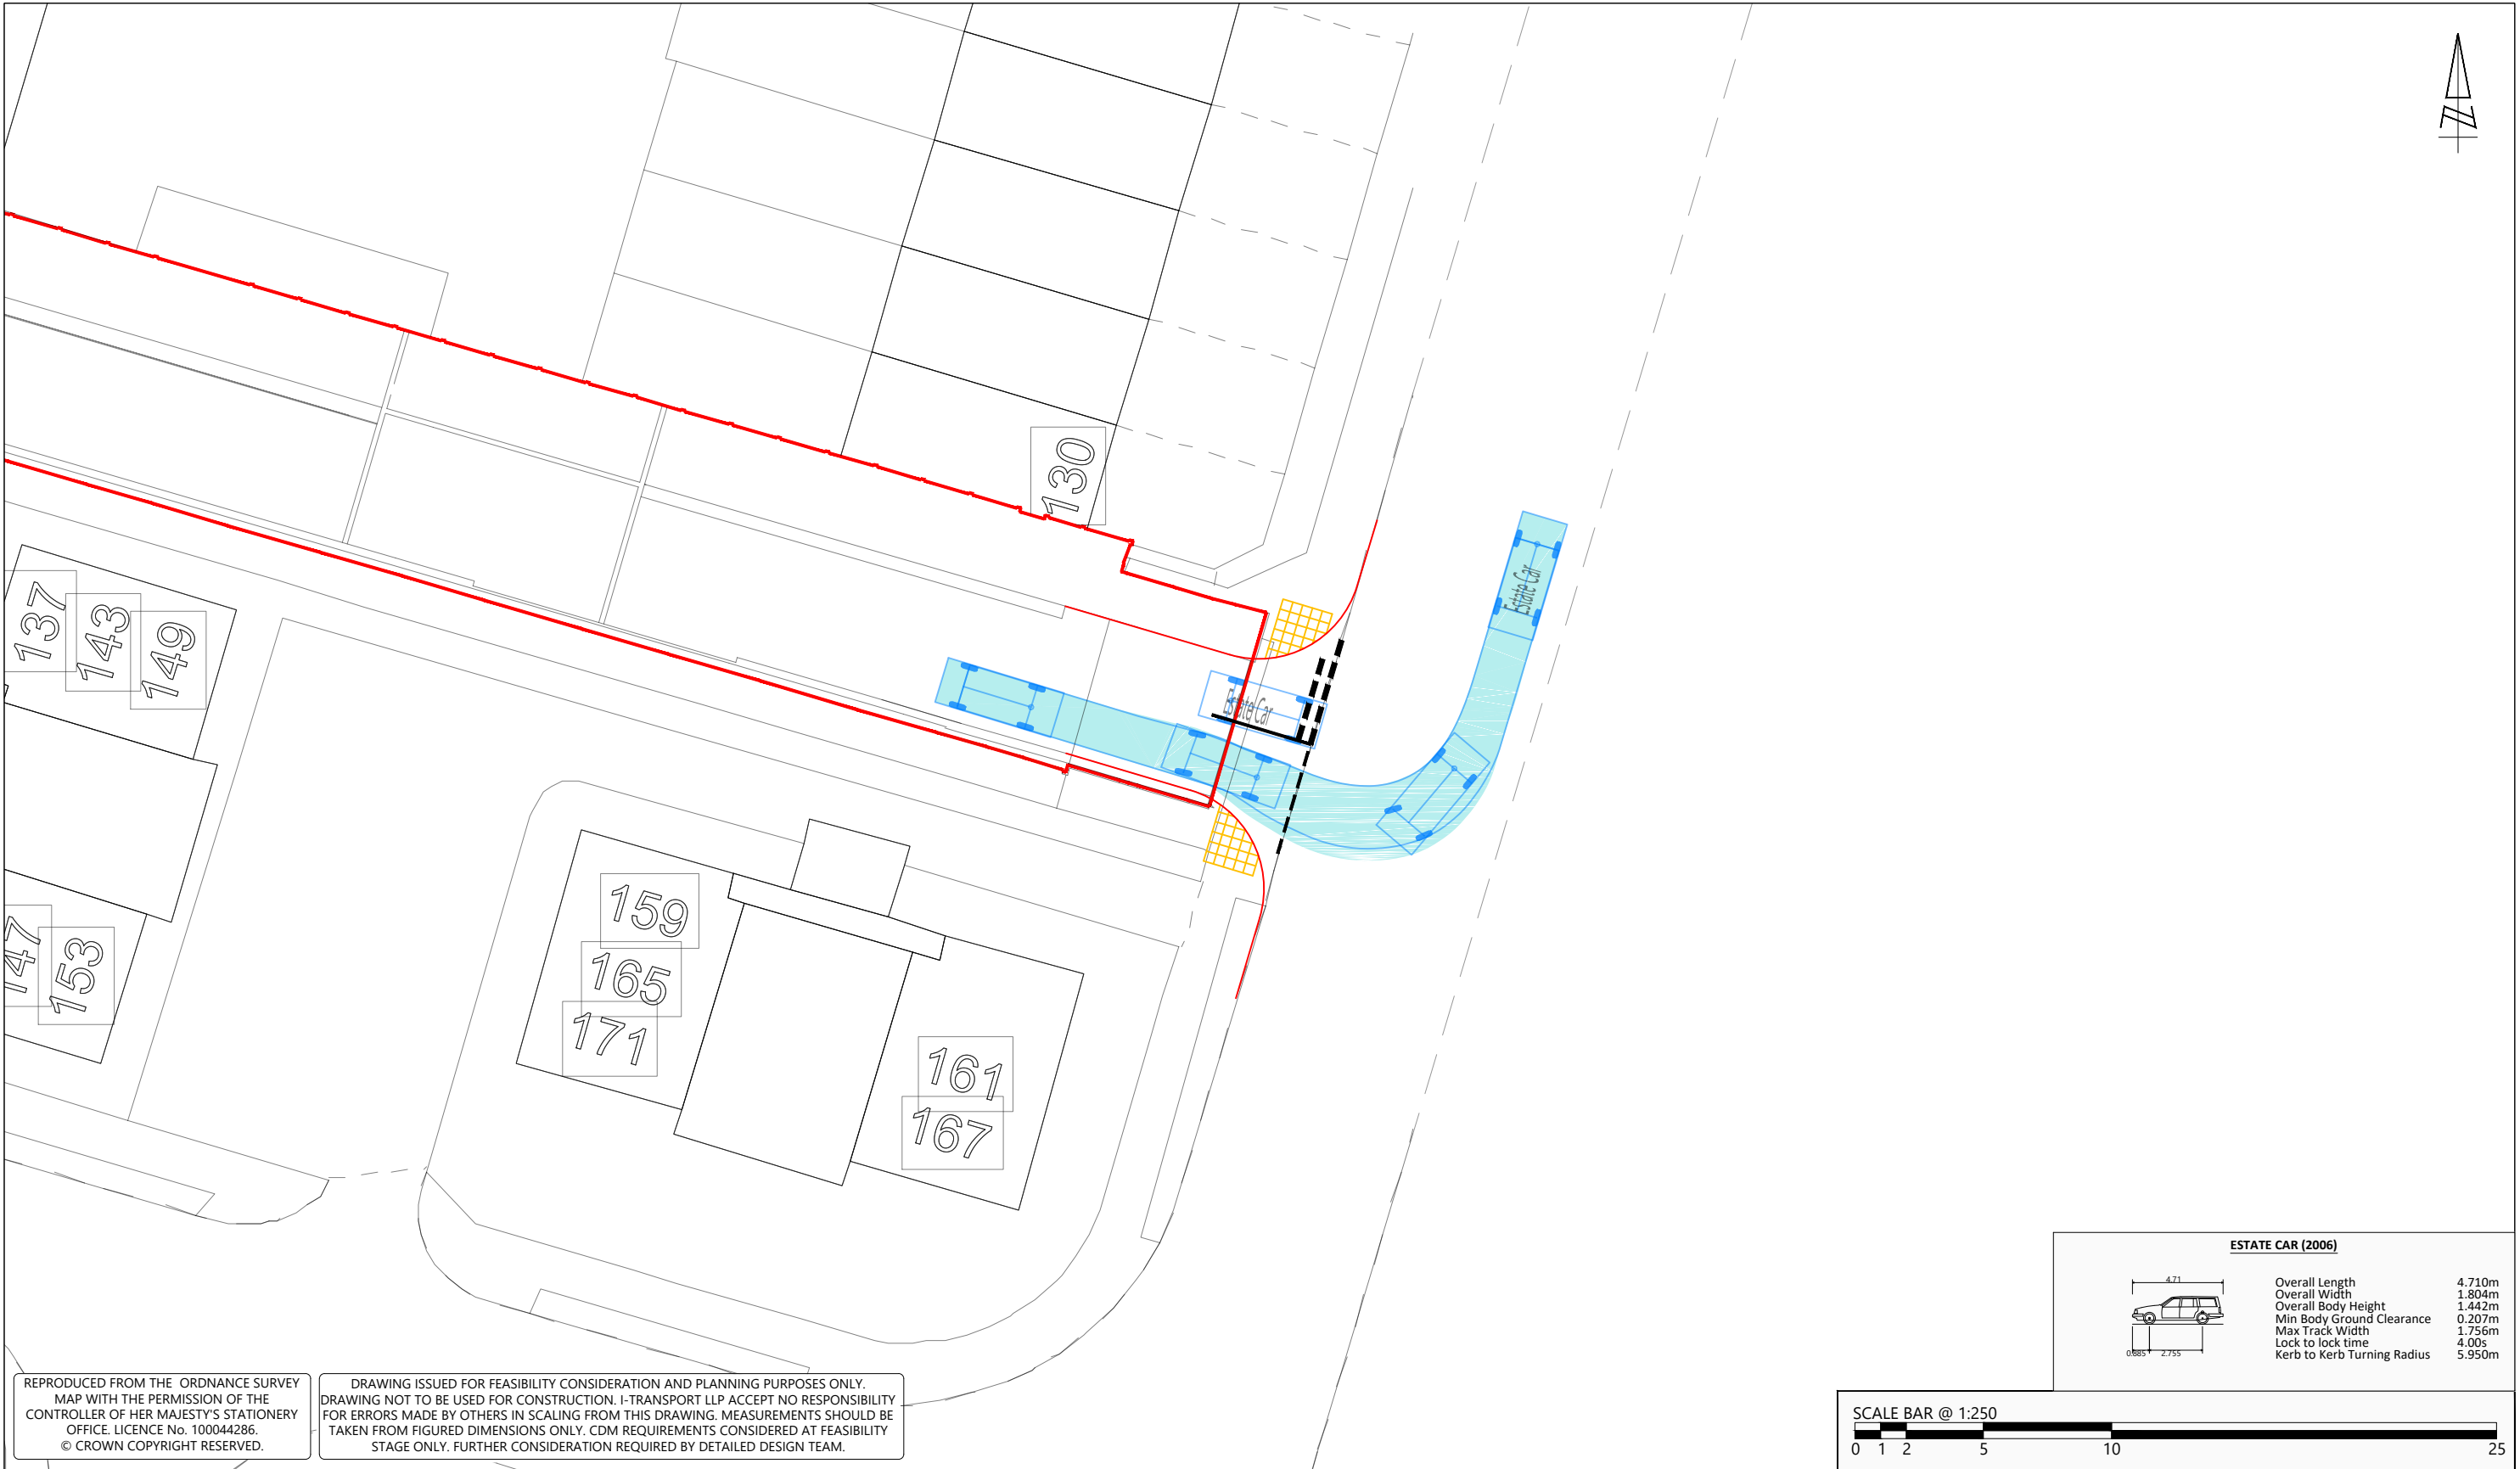 130
137
143
149
Estate Car
Estate Car
159
165
171
147
153
161
167
ESTATE CAR (2006)
4.71
0.885
2.755
Overall Length 4.710m
Overall Width 1.804m
Overall Body Height 1.442m
Min Body Ground Clearance 0.207m
Max Track Width 1.756m
Lock to lock time 4.00s
Kerb to Kerb Turning Radius 5.950m
REPRODUCED FROM THE ORDNANCE SURVEY
MAP WITH THE PERMISSION OF THE
CONTROLLER OF HER MAJESTY'S STATIONERY
OFFICE. LICENCE No. 100044286.
© CROWN COPYRIGHT RESERVED.
DRAWING ISSUED FOR FEASIBILITY CONSIDERATION AND PLANNING PURPOSES ONLY.
DRAWING NOT TO BE USED FOR CONSTRUCTION. I-TRANSPORT LLP ACCEPT NO RESPONSIBILITY
FOR ERRORS MADE BY OTHERS IN SCALING FROM THIS DRAWING. MEASUREMENTS SHOULD BE
TAKEN FROM FIGURED DIMENSIONS ONLY. CDM REQUIREMENTS CONSIDERED AT FEASIBILITY
STAGE ONLY. FURTHER CONSIDERATION REQUIRED BY DETAILED DESIGN TEAM.
SCALE BAR @ 1:250
0 1 2 5 10 25